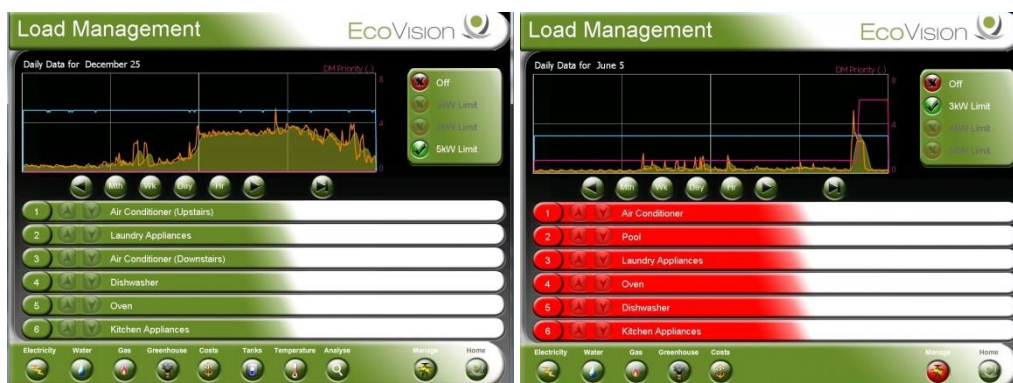 Load Management
EcoVision
Daily Data for December 25
DM Priority (.)
8
4
0
Off
3kW Limit
5kW Limit
Mth Wk Day Hr
1 Air Conditioner (Upstairs)
2 Laundry Appliances
3 Air Conditioner (Downstairs)
4 Dishwasher
5 Oven
6 Kitchen Appliances
Electricity Water Gas Greenhouse Costs Tanks Temperature Analyse Manage Home
Load Management
EcoVision
Daily Data for June 5
DM Priority (.)
8
4
0
Off
3kW Limit
Mth Wk Day Hr
1 Air Conditioner
2 Pool
3 Laundry Appliances
4 Oven
5 Dishwasher
6 Kitchen Appliances
Electricity Water Gas Greenhouse Costs Manage Home